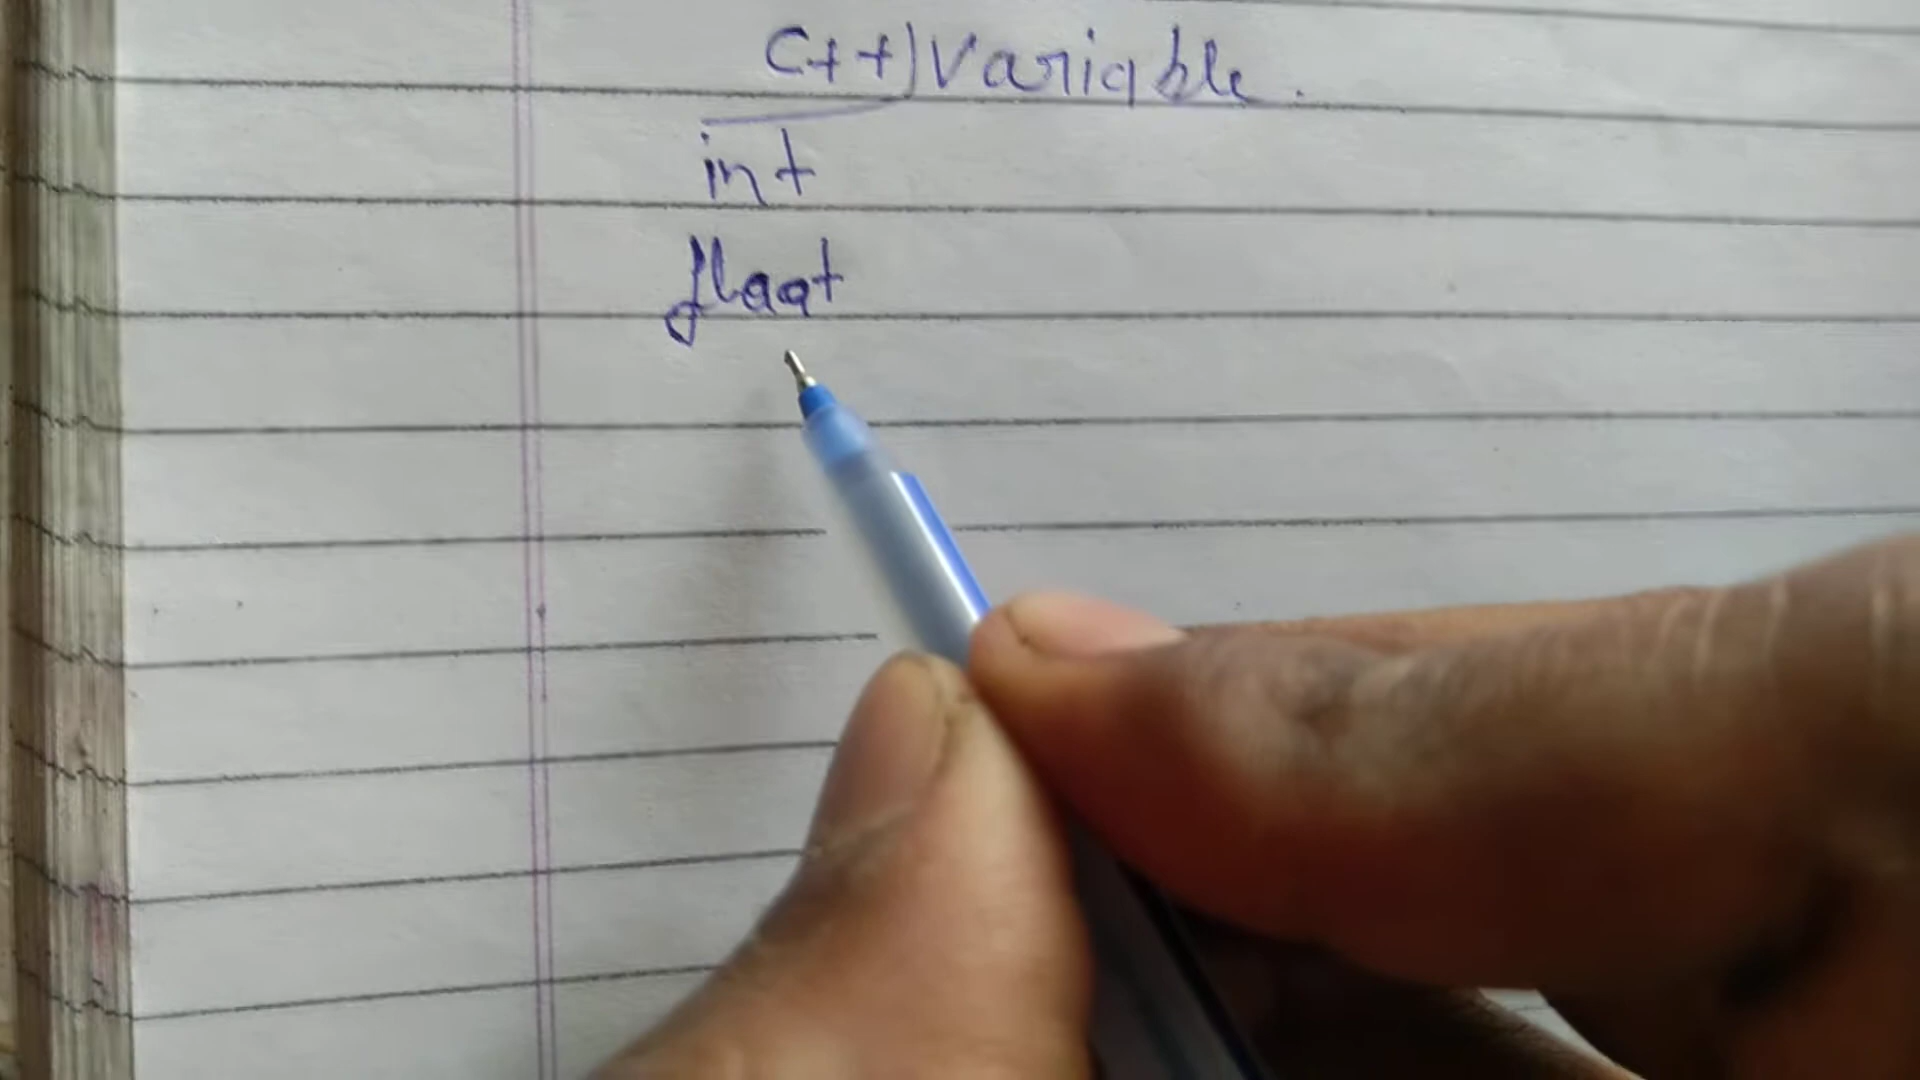 C++) Variable.
int
flaat